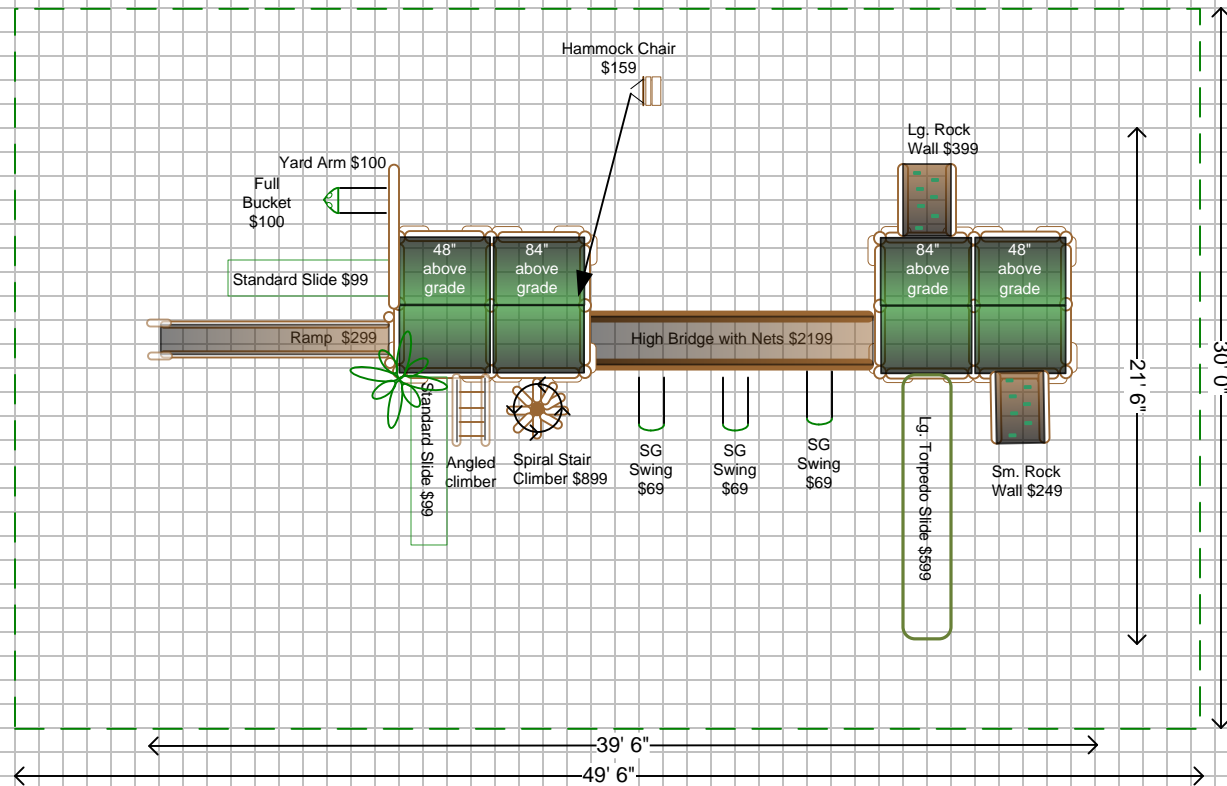 Hammock Chair
$159
Lg. Rock
Wall $399
Yard Arm $100
Full
Bucket
$100
48"
above
grade
84"
above
grade
84"
above
grade
48"
above
grade
Standard Slide $99
Ramp $299
High Bridge with Nets $2199
Standard Slide $99
Angled
climber
Spiral Stair
Climber $899
SG
Swing
$69
SG
Swing
$69
SG
Swing
$69
Lg. Torpedo Slide $599
Sm. Rock
Wall $249
21' 6"
30' 0"
39' 6"
49' 6"